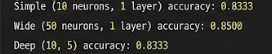 Simple (10 neurons, 1 layer) accuracy: 0.8333
Wide (50 neurons, 1 layer) accuracy: 0.8500
Deep (10, 5) accuracy: 0.8333